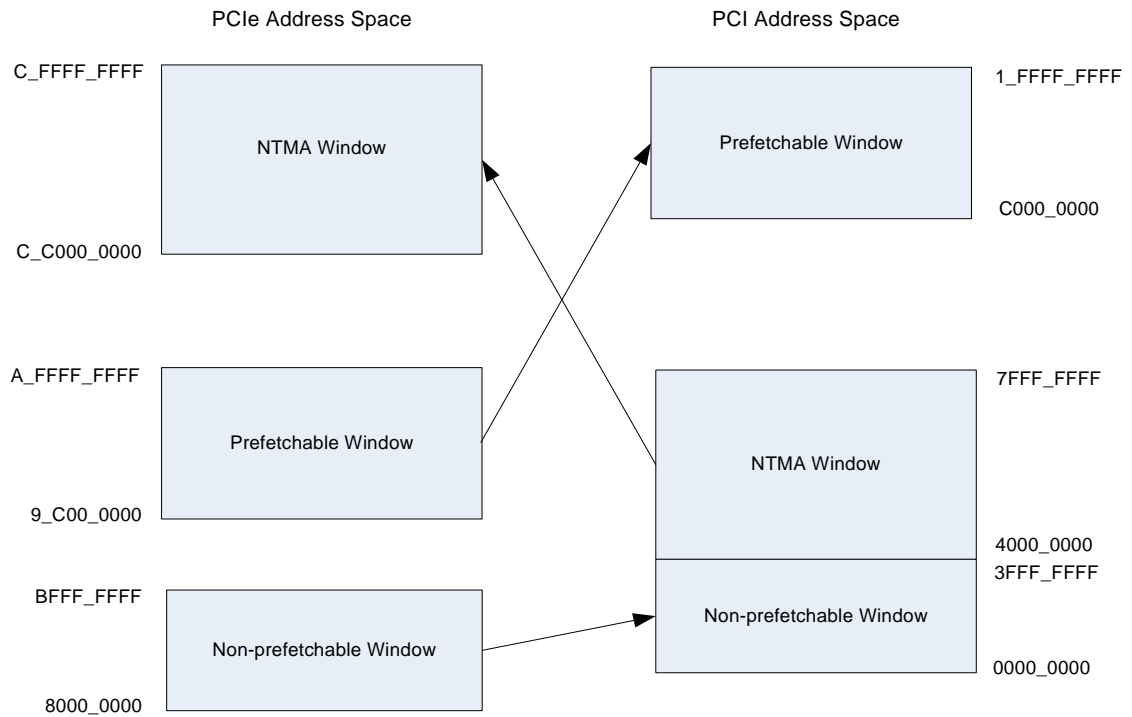 PCIe Address Space
PCI Address Space
C_FFFF_FFFF
NTMA Window
C_C000_0000
1_FFFF_FFFF
Prefetchable Window
C000_0000
A_FFFF_FFFF
Prefetchable Window
9_C00_0000
7FFF_FFFF
NTMA Window
4000_0000
BFFF_FFFF
Non-prefetchable Window
8000_0000
3FFF_FFFF
Non-prefetchable Window
0000_0000